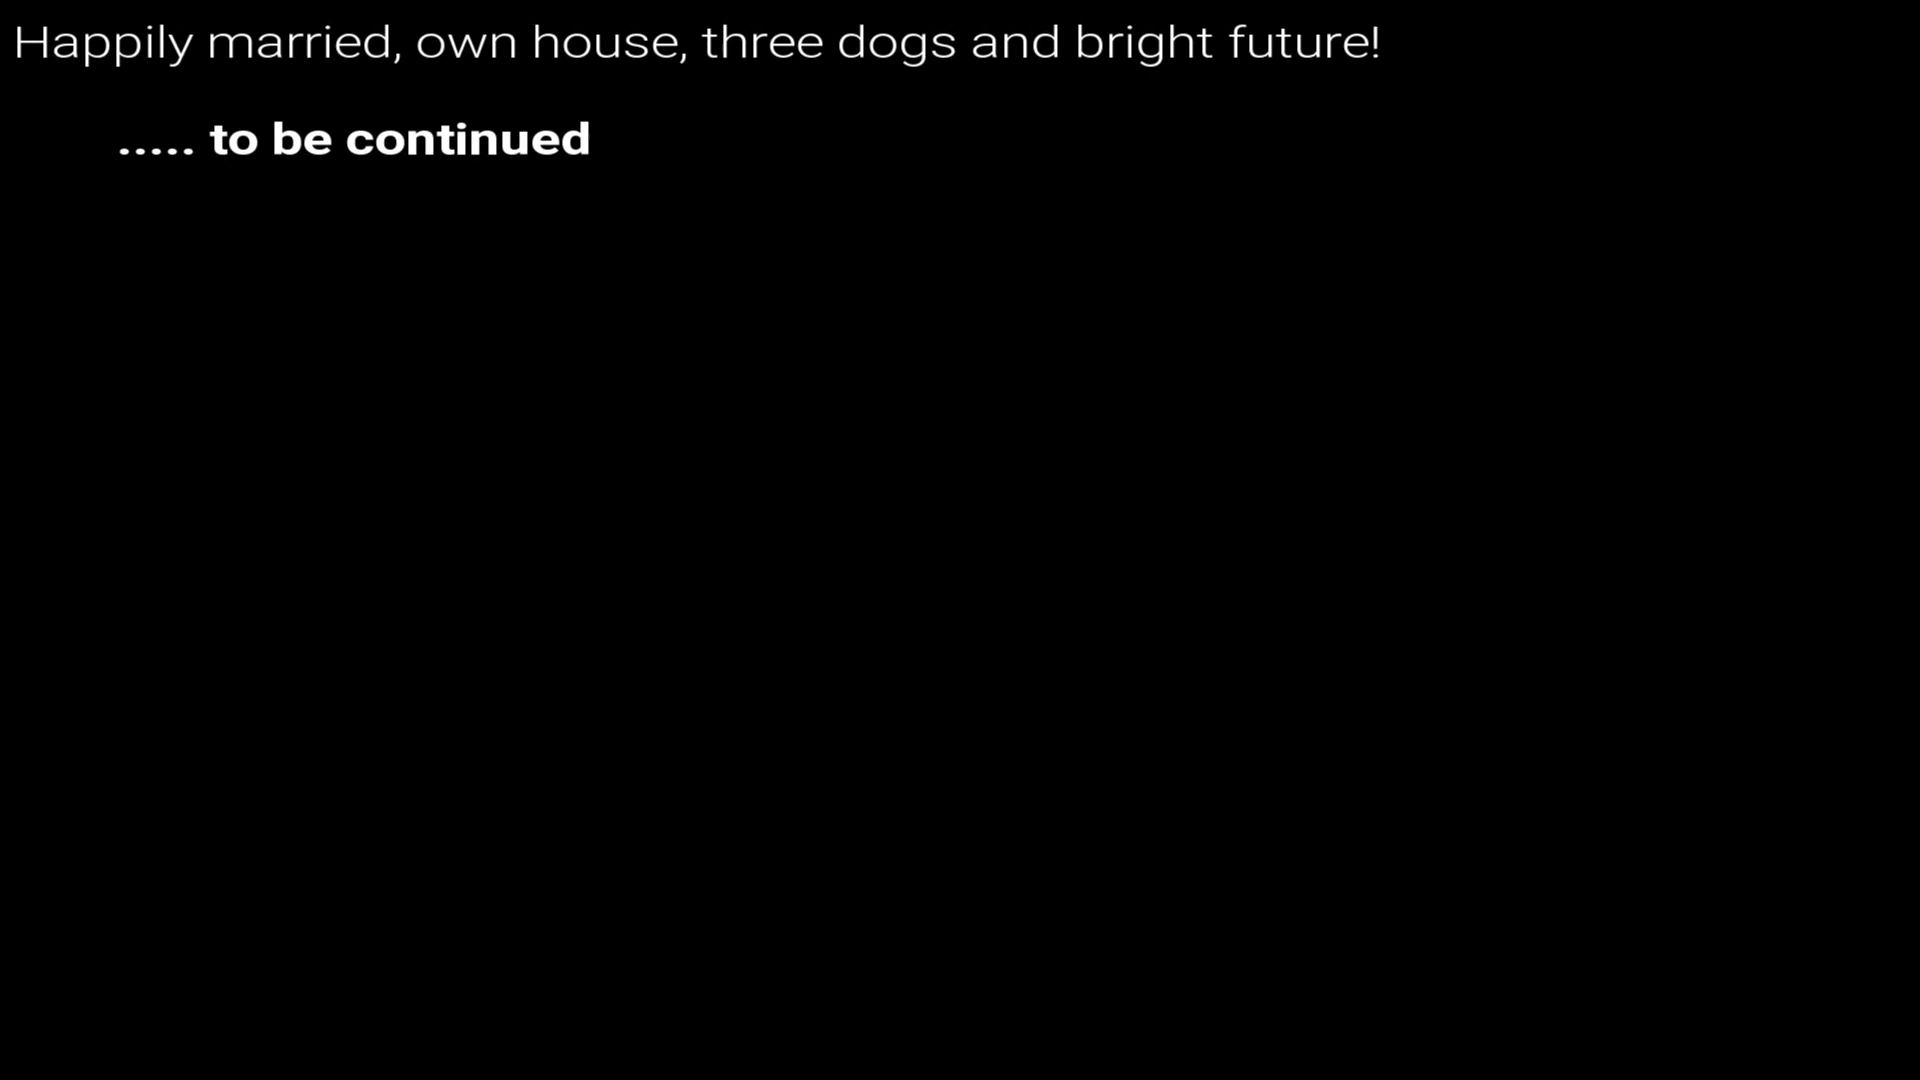 Happily married, own house, three dogs and bright future!
..... to be continued